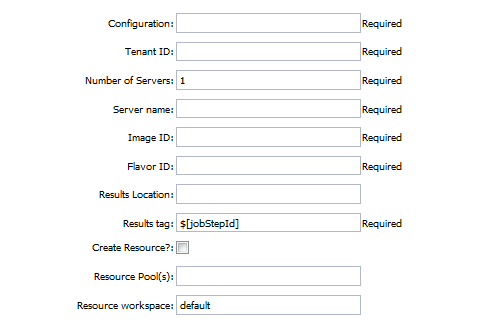 Configuration: Required
Tenant ID: Required
Number of Servers: 1 Required
Server name: Required
Image ID: Required
Flavor ID: Required
Results Location:
Results tag: $[jobStepId] Required
Create Resource?:
Resource Pool(s):
Resource workspace: default